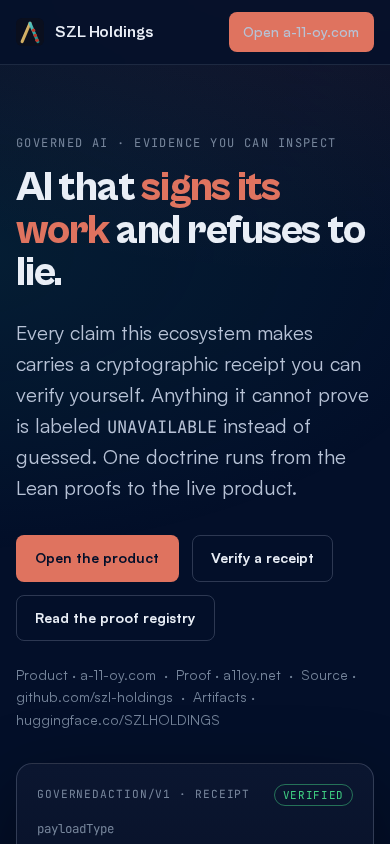 SZL Holdings
Open a-11-oy.com
GOVERNED AI · EVIDENCE YOU CAN INSPECT
AI that signs its
work and refuses to
lie.
Every claim this ecosystem makes
carries a cryptographic receipt you can
verify yourself. Anything it cannot prove
is labeled UNAVAILABLE instead of
guessed. One doctrine runs from the
Lean proofs to the live product.
Open the product
Verify a receipt
Read the proof registry
Product · a-11-oy.com · Proof · a11oy.net · Source ·
github.com/szl-holdings · Artifacts ·
huggingface.co/SZLHOLDINGS
GOVERNEDACTION/V1 · RECEIPT
VERIFIED
payloadType